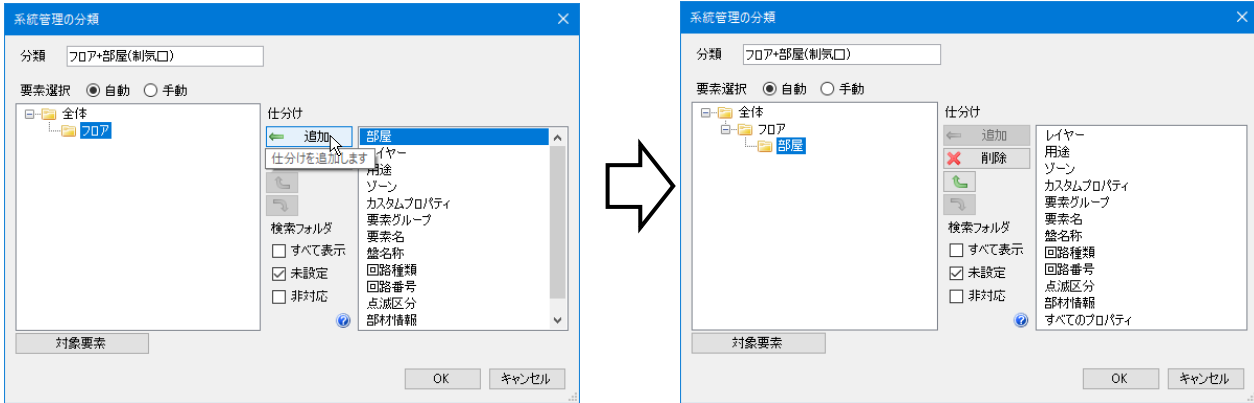 系統管理の分類
分類 フロア+部屋(制気口)
要素選択 自動 手動
全体
フロア
仕分け
追加
仕分けを追加します
部屋
レイヤー
用途
ゾーン
カスタムプロパティ
要素グループ
要素名
盤名称
回路種類
回路番号
点滅区分
部材情報
検索フォルダ
すべて表示
未設定
非対応
対象要素
OK キャンセル
系統管理の分類
分類 フロア+部屋(制気口)
要素選択 自動 手動
全体
フロア
部屋
仕分け
追加
削除
レイヤー
用途
ゾーン
カスタムプロパティ
要素グループ
要素名
盤名称
回路種類
回路番号
点滅区分
部材情報
すべてのプロパティ
検索フォルダ
すべて表示
未設定
非対応
対象要素
OK キャンセル